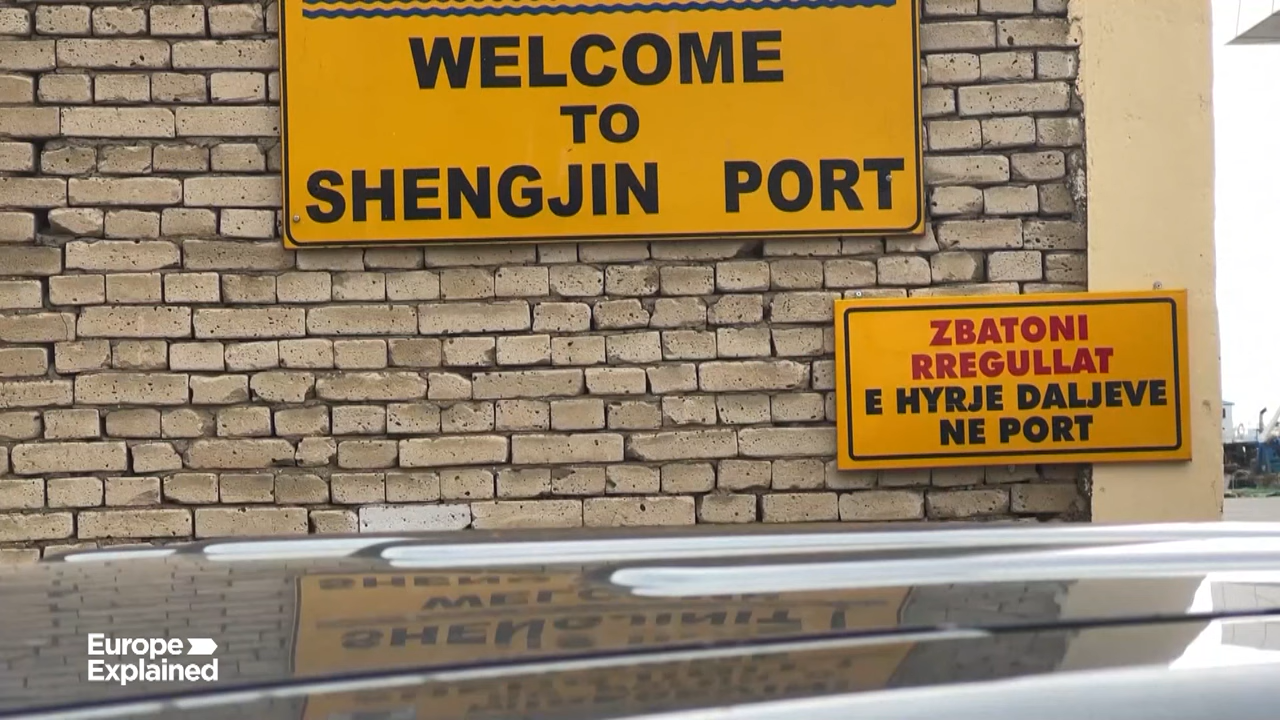 WELCOME
TO
SHENGJIN PORT
ZBATONI
RREGULLAT
E HYRJE DALJEVE
NE PORT
Europe
Explained